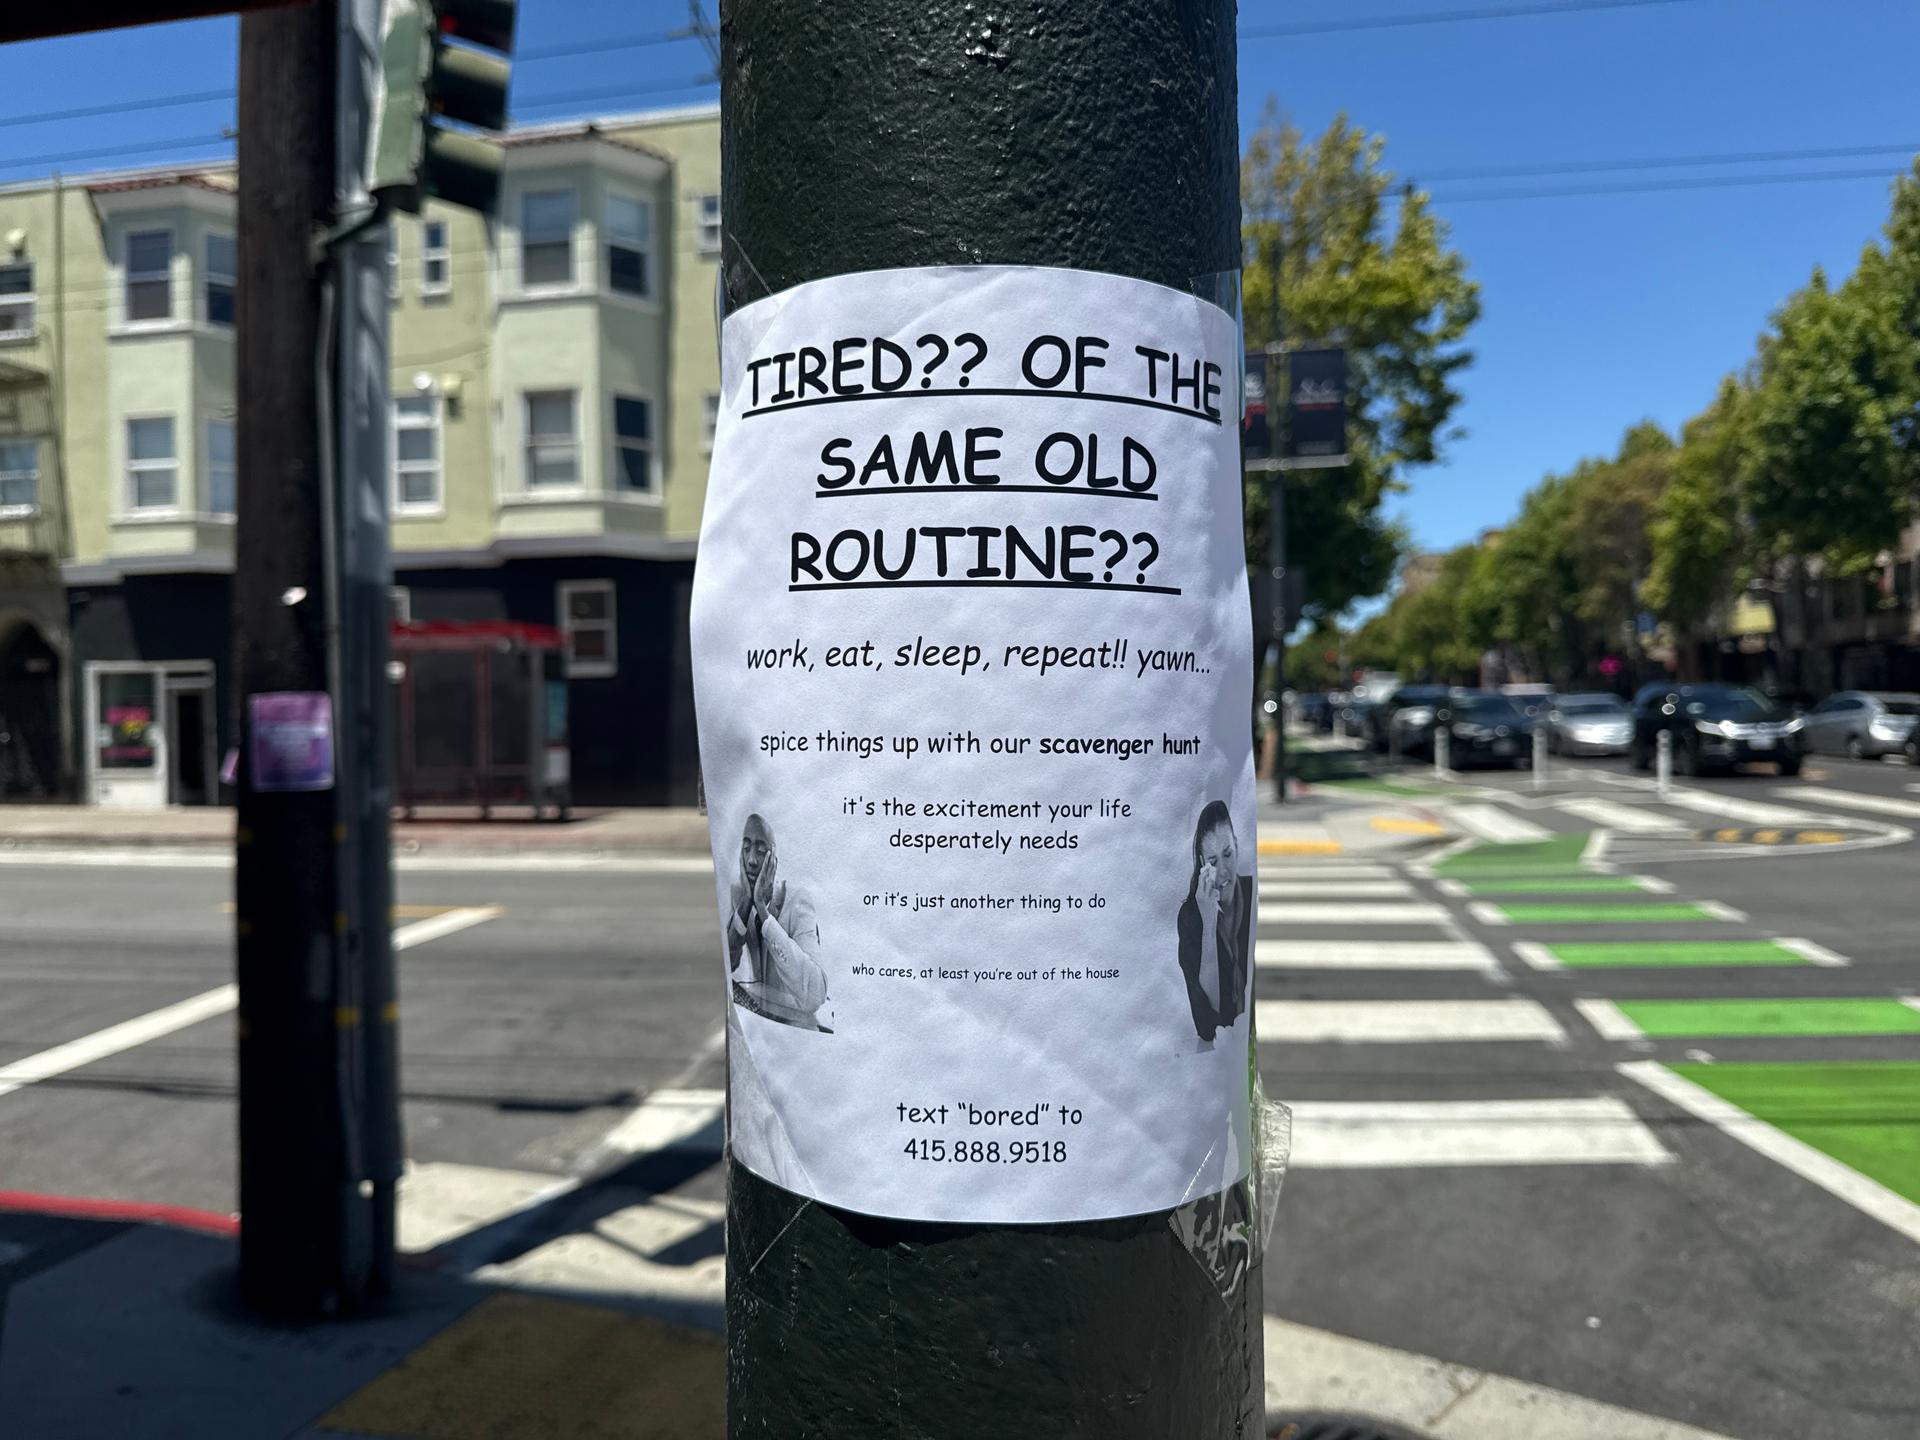 TIRED?? OF THE
SAME OLD
ROUTINE??
work, eat, sleep, repeat!! yawn...
spice things up with our scavenger hunt
it's the excitement your life
desperately needs
or it's just another thing to do
who cares, at least you're out of the house
text “bored” to
415.888.9518